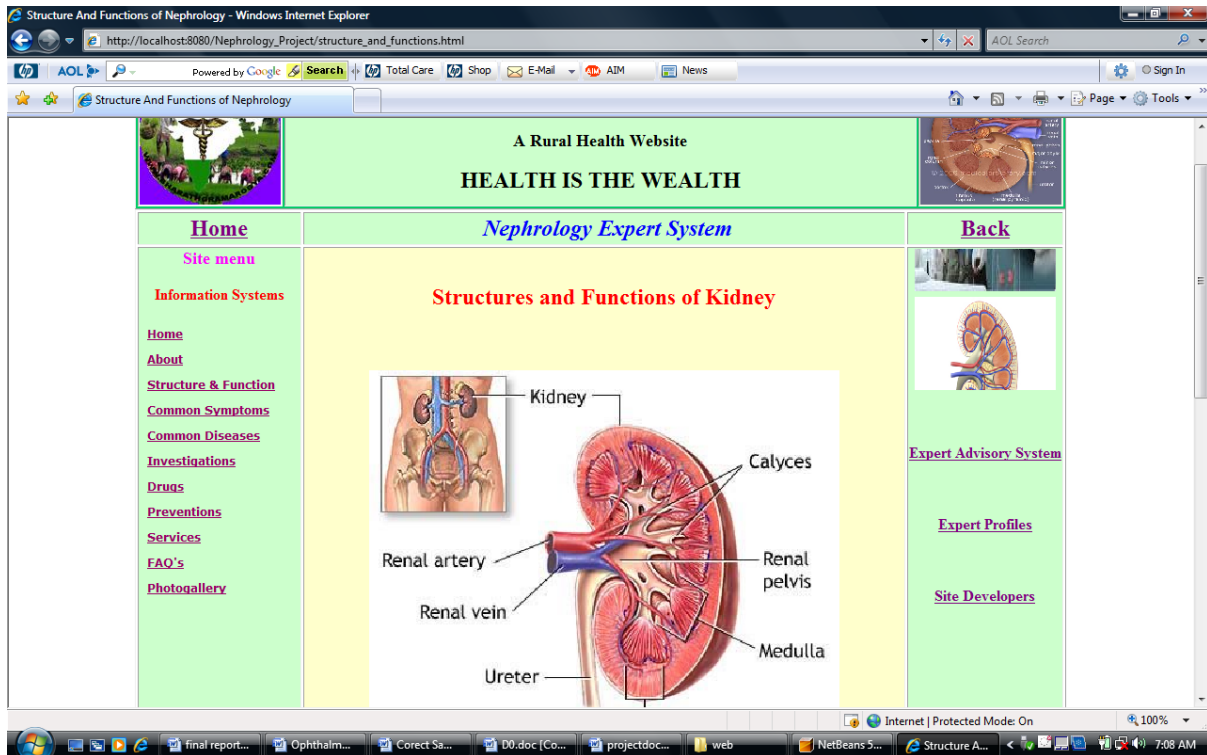 Structure And Functions of Nephrology - Windows Internet Explorer
http://localhost:8080/Nephrology_Project/structure_and_functions.html
AOL Search
AOL
Powered by Google Search
Total Care
Shop
E-Mail
AIM
News
Sign In
Structure And Functions of Nephrology
Page
Tools
A Rural Health Website
HEALTH IS THE WEALTH
Home
Nephrology Expert System
Back
Site menu
Information Systems
Home
About
Structure & Function
Common Symptoms
Common Diseases
Investigations
Drugs
Preventions
Services
FAQ's
Photogallery
Structures and Functions of Kidney
Kidney
Calyces
Renal artery
Renal pelvis
Renal vein
Medulla
Ureter
Expert Advisory System
Expert Profiles
Site Developers
Internet | Protected Mode: On
100%
final report...
Ophthalm...
Corect Sa...
D0.doc [Co...
projectdoc...
web
NetBeans 5...
Structure A...
7:08 AM